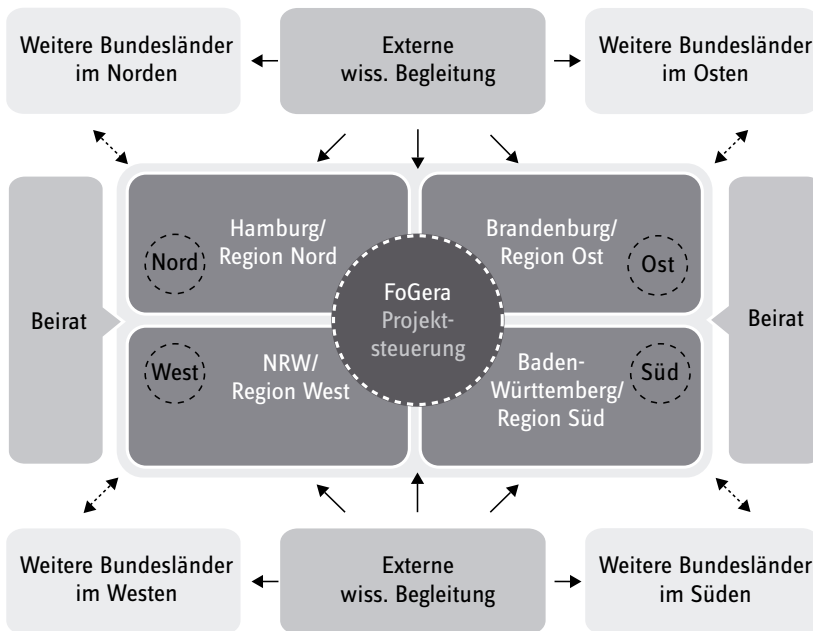 Weitere Bundesländer
im Norden
Externe
wiss. Begleitung
Weitere Bundesländer
im Osten
Beirat
Nord
Hamburg/
Region Nord
Brandenburg/
Region Ost
Ost
FoGera
Projekt-
steuerung
West
NRW/
Region West
Baden-
Württemberg/
Region Süd
Süd
Beirat
Weitere Bundesländer
im Westen
Externe
wiss. Begleitung
Weitere Bundesländer
im Süden